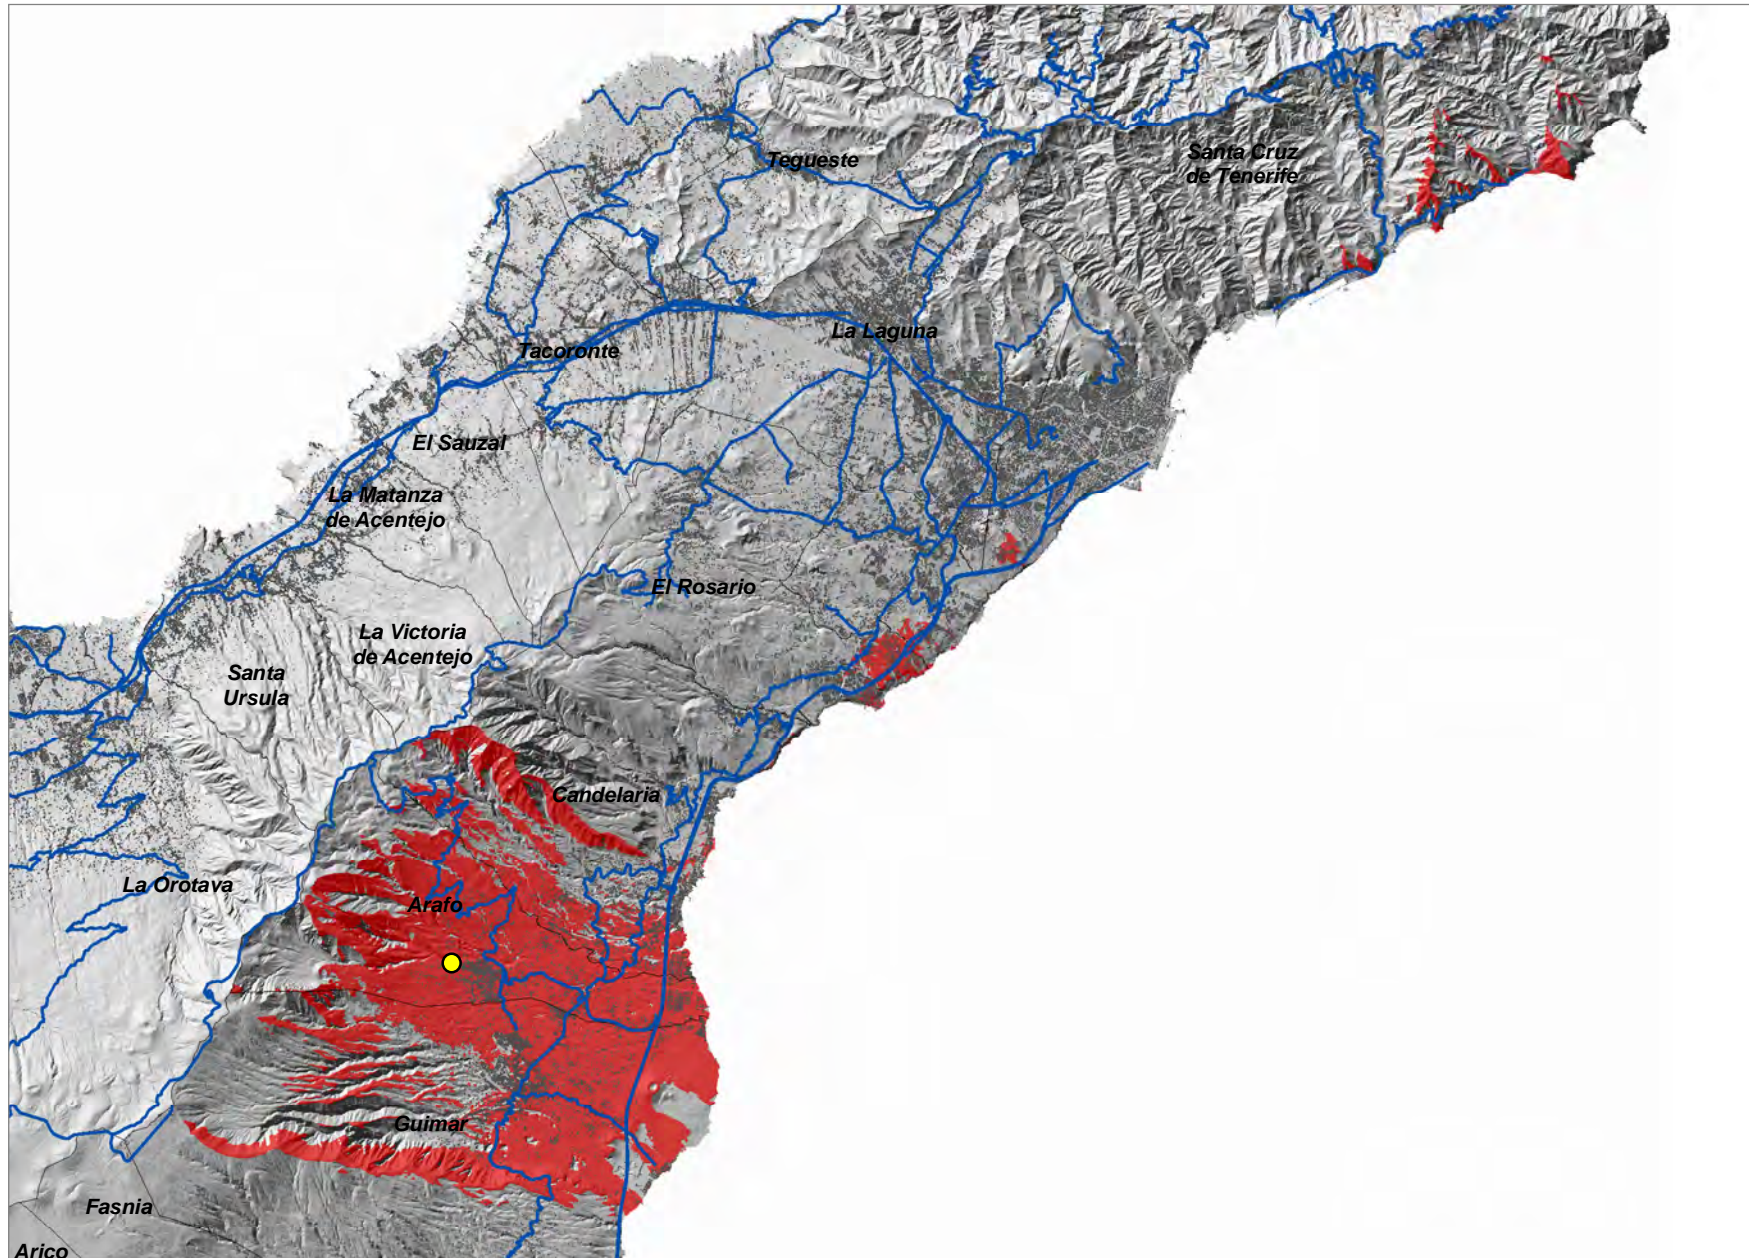 Tegueste
Santa Cruz
de Tenerife
La Laguna
Tacoronte
El Sauzal
La Matanza
de Acentejo
El Rosario
La Victoria
de Acentejo
Santa
Ursula
Candelaria
La Orotava
Arafo
Guimar
Fasnia
Arico